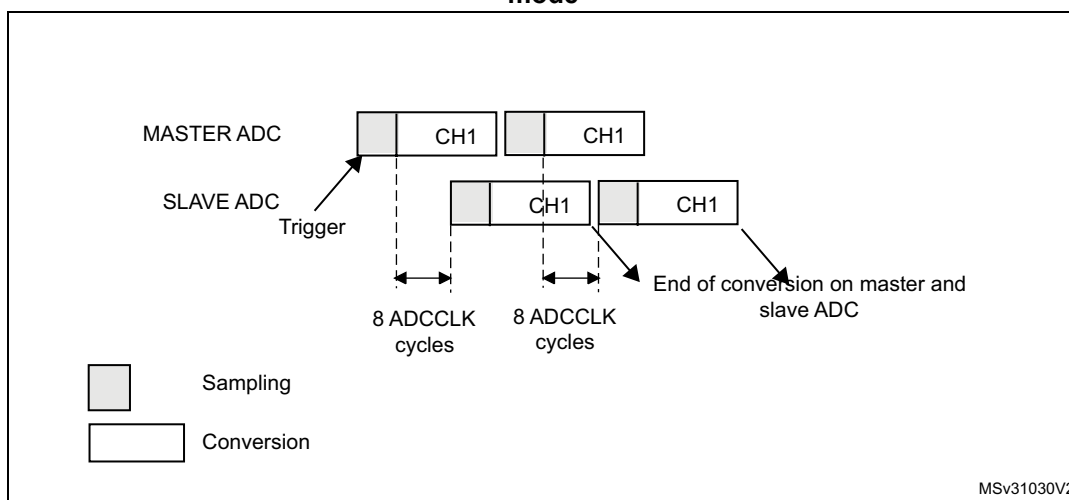 mode
MASTER ADC
CH1
CH1
SLAVE ADC
CH1
CH1
Trigger
End of conversion on master and
slave ADC
8 ADCCLK
cycles
8 ADCCLK
cycles
Sampling
Conversion
MSv31030V2